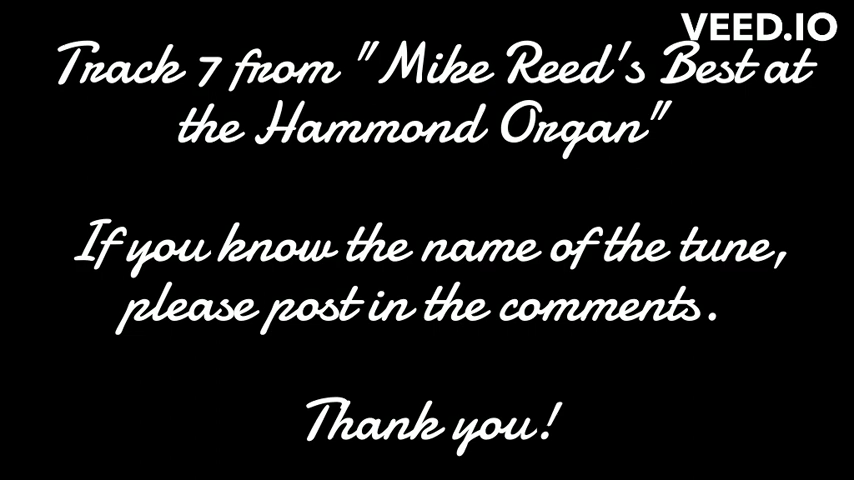 VEED.IO
Track 7 from "Mike Reed's Best at
the Hammond Organ"
If you know the name of the tune,
please post in the comments.
Thank you!